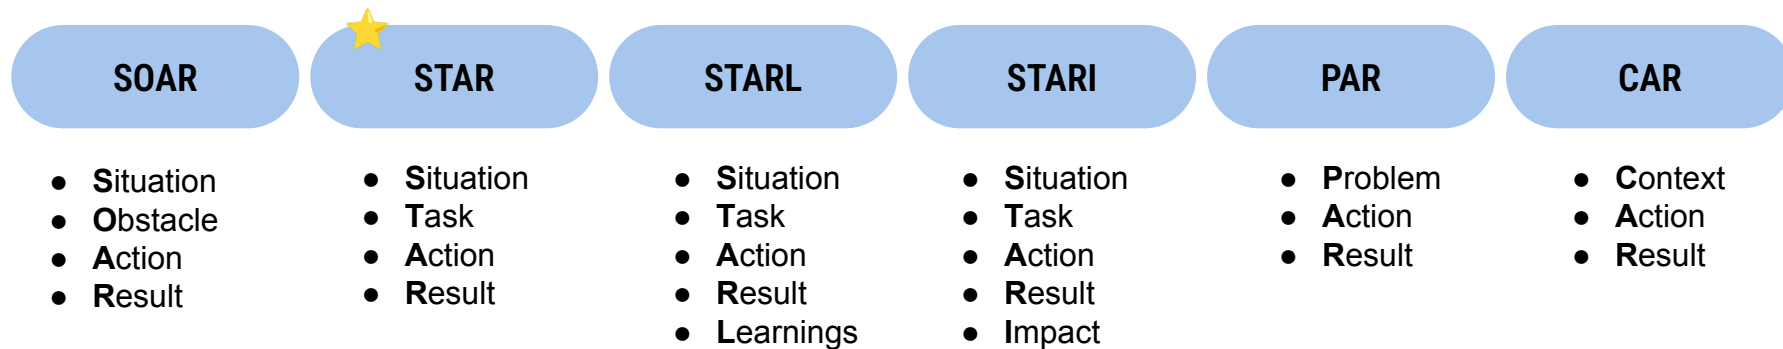 SOAR
● Situation
● Obstacle
● Action
● Result
STAR
● Situation
● Task
● Action
● Result
STARL
● Situation
● Task
● Action
● Result
● Learnings
STARI
● Situation
● Task
● Action
● Result
● Impact
PAR
● Problem
● Action
● Result
CAR
● Context
● Action
● Result